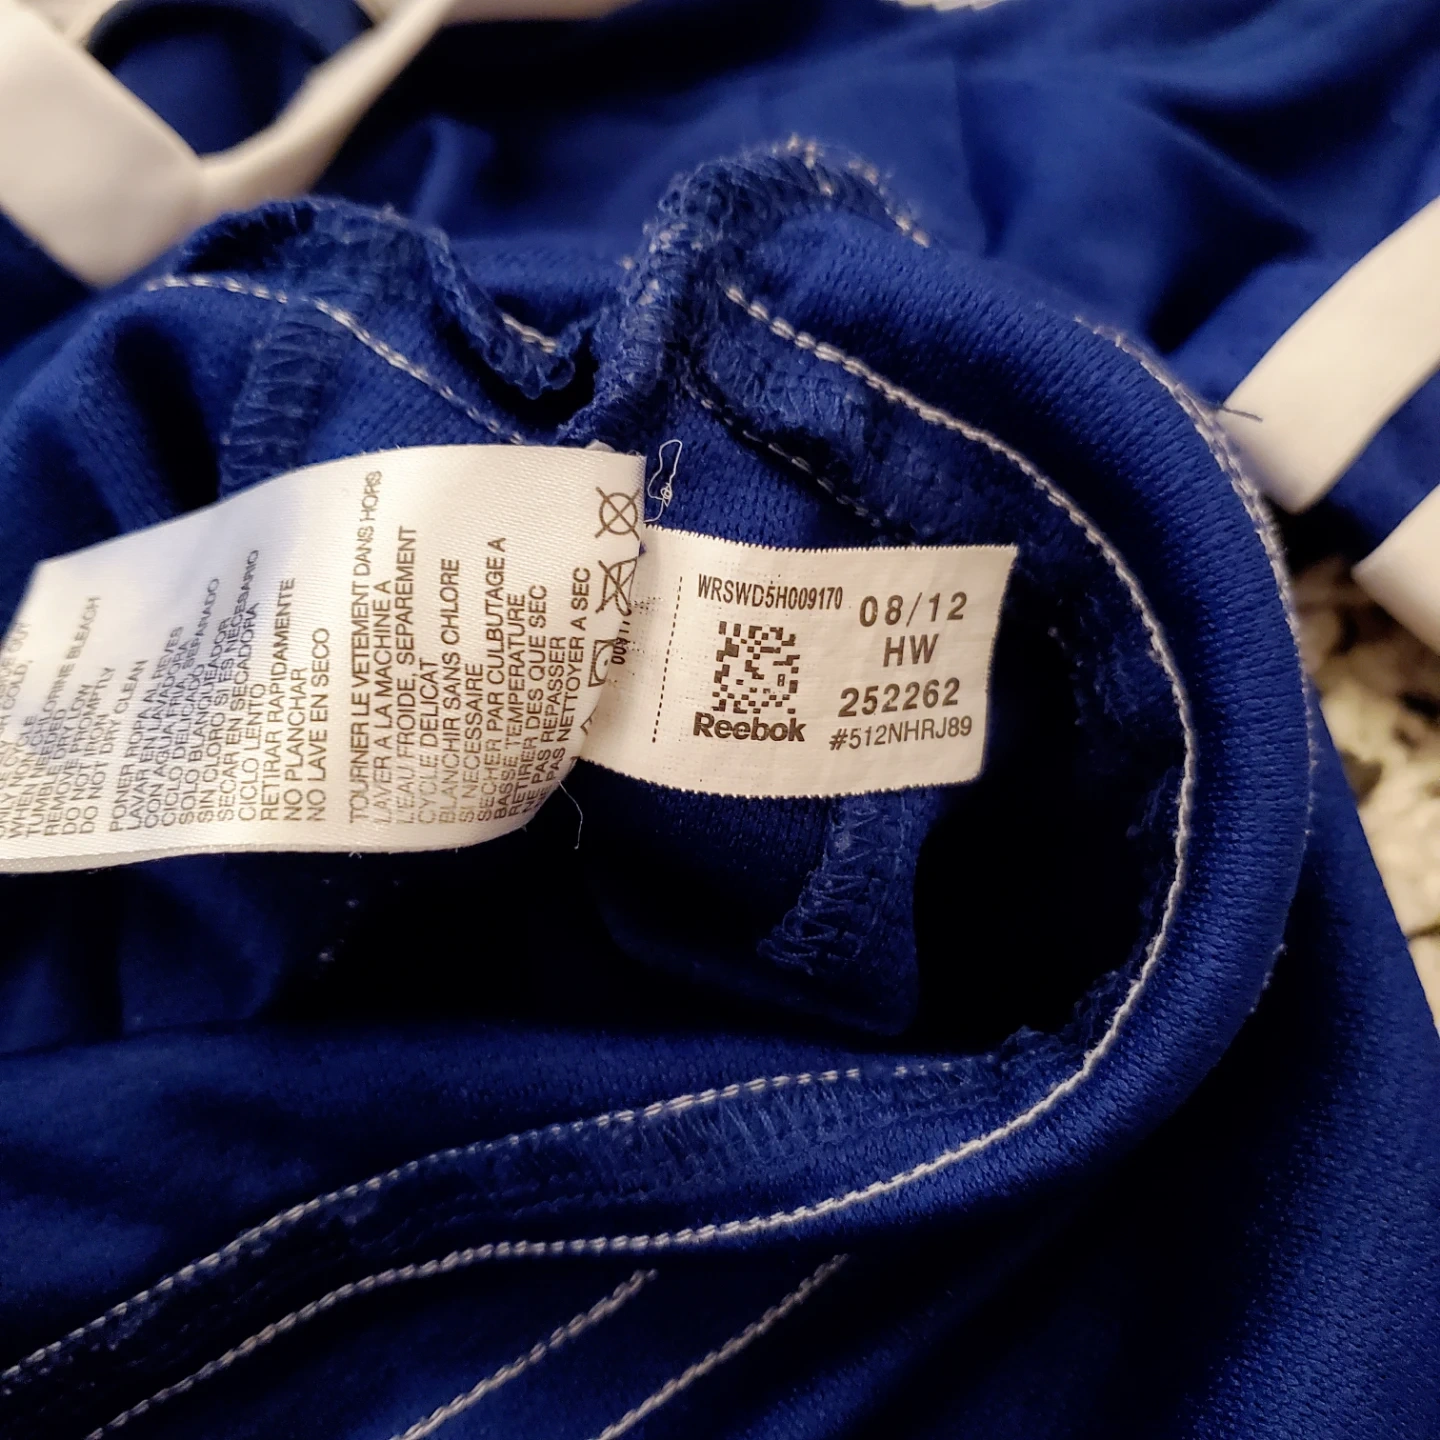 WHEN NONE
TUMBLE DRY LOW
REMOVE PROMPTLY
DO NOT DRY CLEAN
PONER ROPA AL REVES
LAVAR EN LAVADORA
CON AGUA FRIA
CICLO DELICADO SEPARADO
SOLO BLANQUEADOR
SIN CLORO SI ES NECESARIO
SECAR EN SECADORA
CICLO LENTO
RETIRAR RAPIDAMENTE
NO PLANCHAR
NO LAVE EN SECO
TOURNER LE VETEMENT DANS HORS
LAVER A LA MACHINE A
L'EAU FROIDE, SEPAREMENT
CYCLE DELICAT
BLANCHIR SANS CHLORE
SI NECESSAIRE
SECHER PAR CULBUTAGE A
BASSE TEMPERATURE
RETIRER DES QUE SEC
NE PAS REPASSER
NE PAS NETTOYER A SEC
WRSWD5H009170
Reebok
08/12
HW
252262
#512NHRJ89